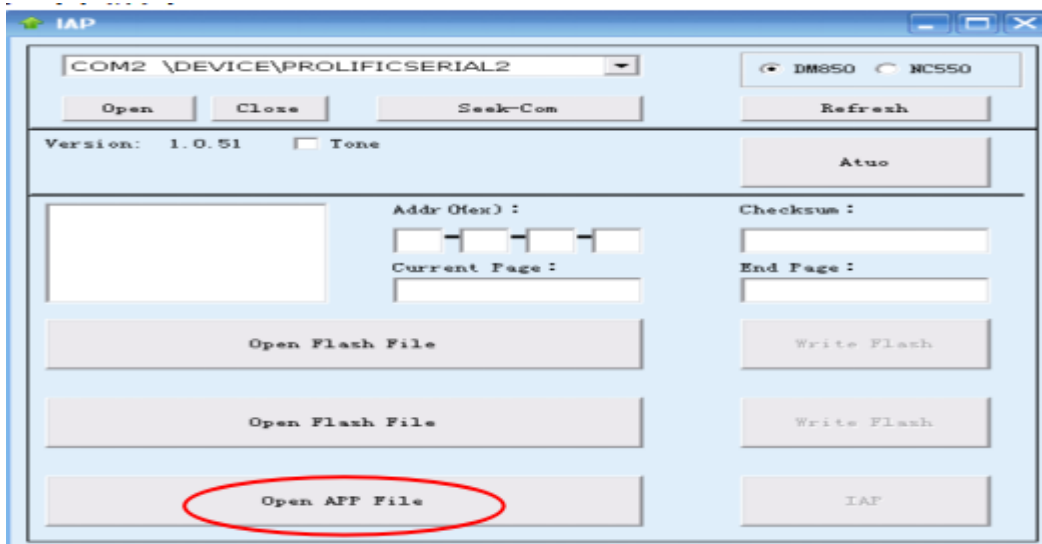 IAP
COM2 \DEVICE\PROLIFICSERIAL2
DM850 NC550
Open Close Seek-Com Refresh
Version: 1.0.51 Tone
Atuo
Addr(Hex): Checksum:
Current Page: End Page:
Open Flash File Write Flash
Open Flash File Write Flash
Open APP File IAP